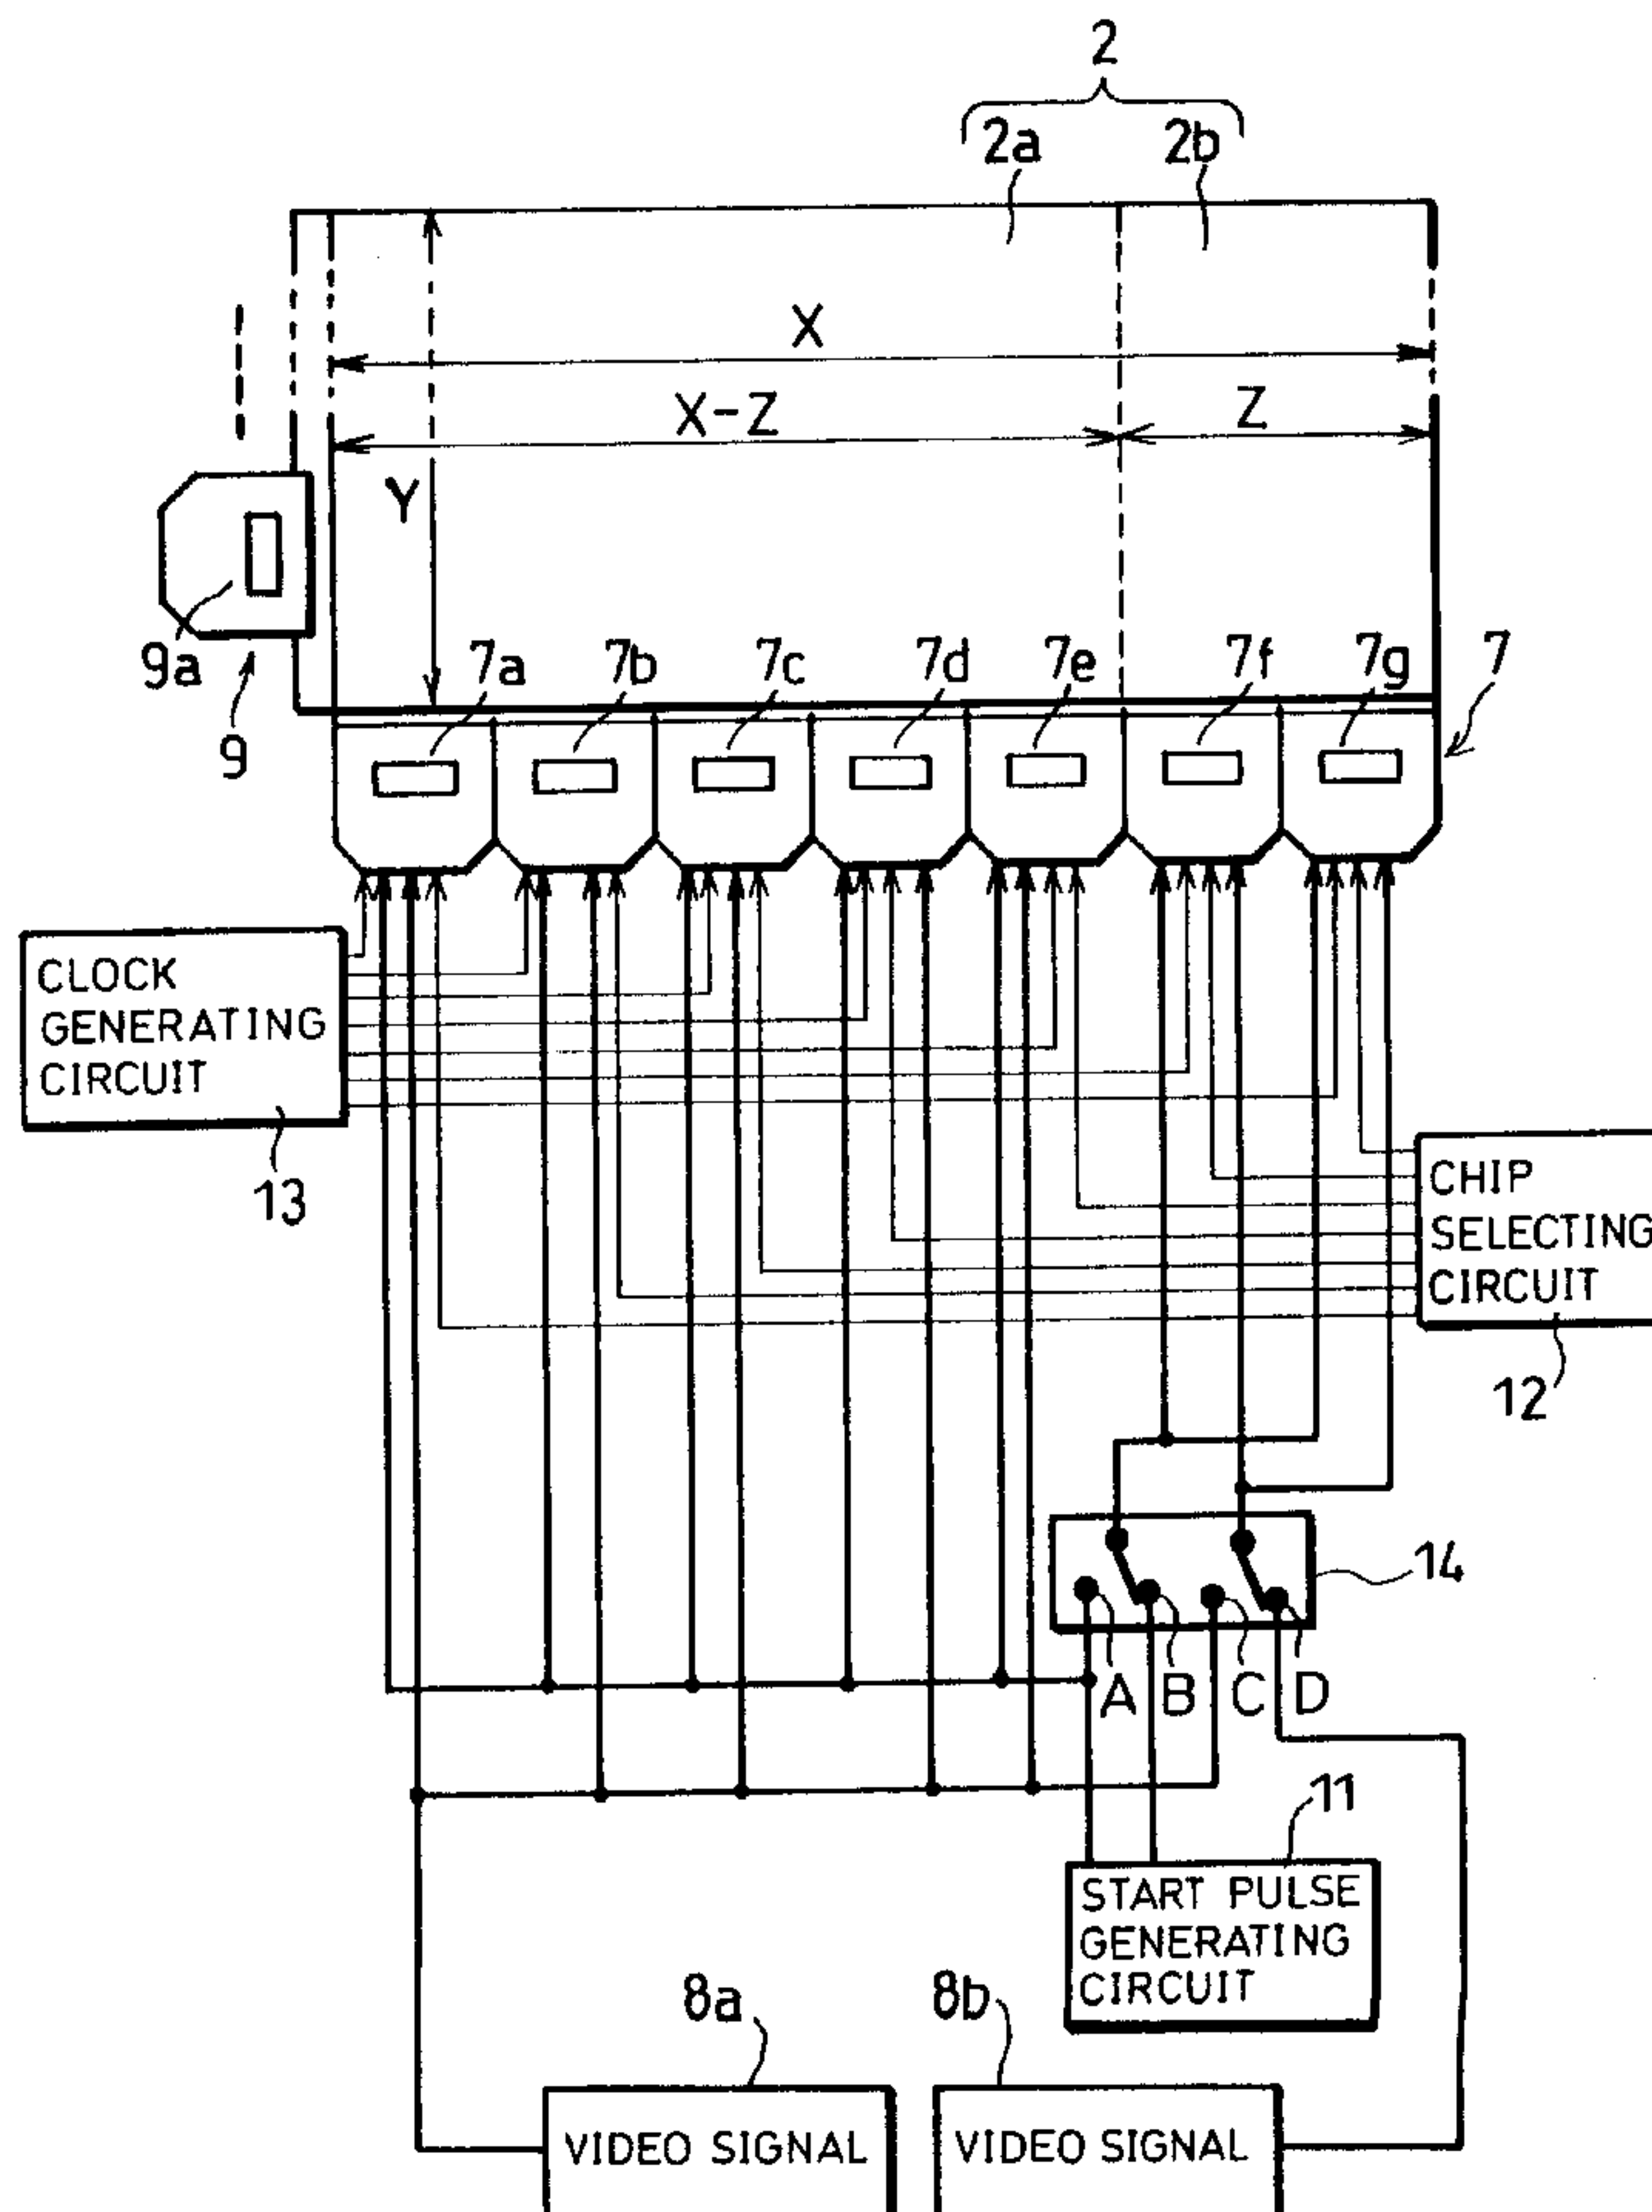 2
2a 2b
X
X-Z Z
Y
9a
9
7a 7b 7c 7d 7e 7f 7g 7
CLOCK
GENERATING
CIRCUIT
13
CHIP
SELECTING
CIRCUIT
12
14
A B C D
11
START PULSE
GENERATING
CIRCUIT
8a 8b
VIDEO SIGNAL
VIDEO SIGNAL